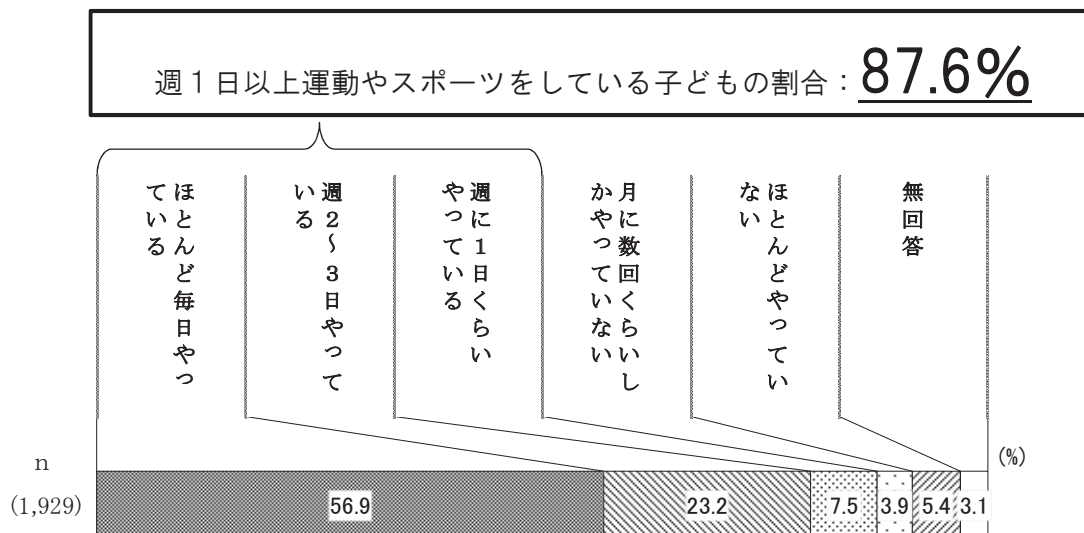 週１日以上運動やスポーツをしている子どもの割合：87.6%
ほとんど毎日やっ
ている
週２～３日やって
いる
週に１日くらい
やっている
月に数回くらいし
かやっていない
ほとんどやってい
ない
無回答
(%)
n
(1,929)
56.9
23.2
7.5
3.9
5.4
3.1